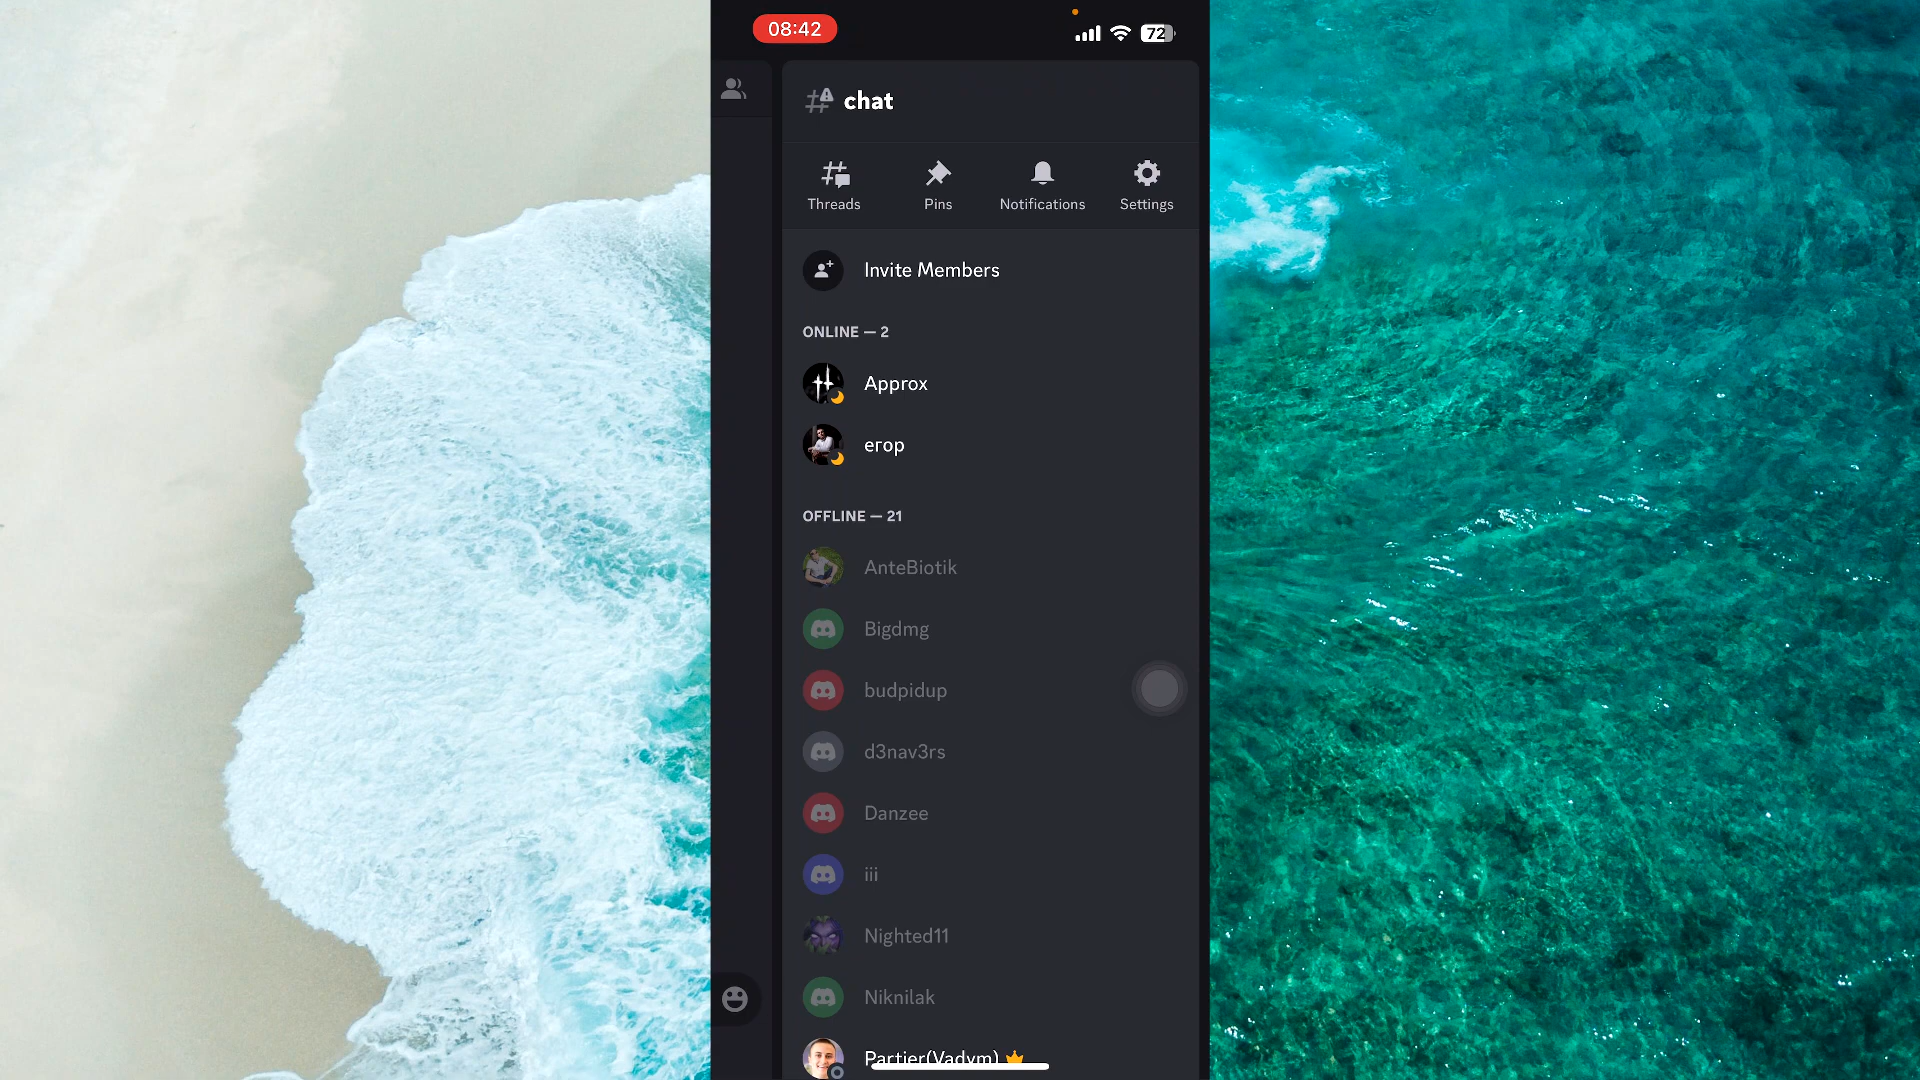 08:42
72
chat
Threads
Pins
Notifications
Settings
Invite Members
ONLINE — 2
Approx
егор
OFFLINE — 21
AnteBiotik
Bigdmg
budpidup
d3nav3rs
Danzee
iii
Nighted11
Niknilak
Partier(Vadym)